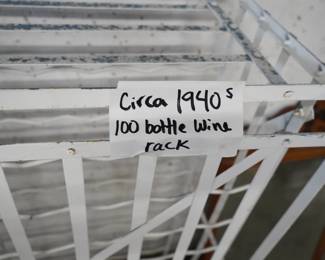 Circa 1940s
100 bottle wine
rack